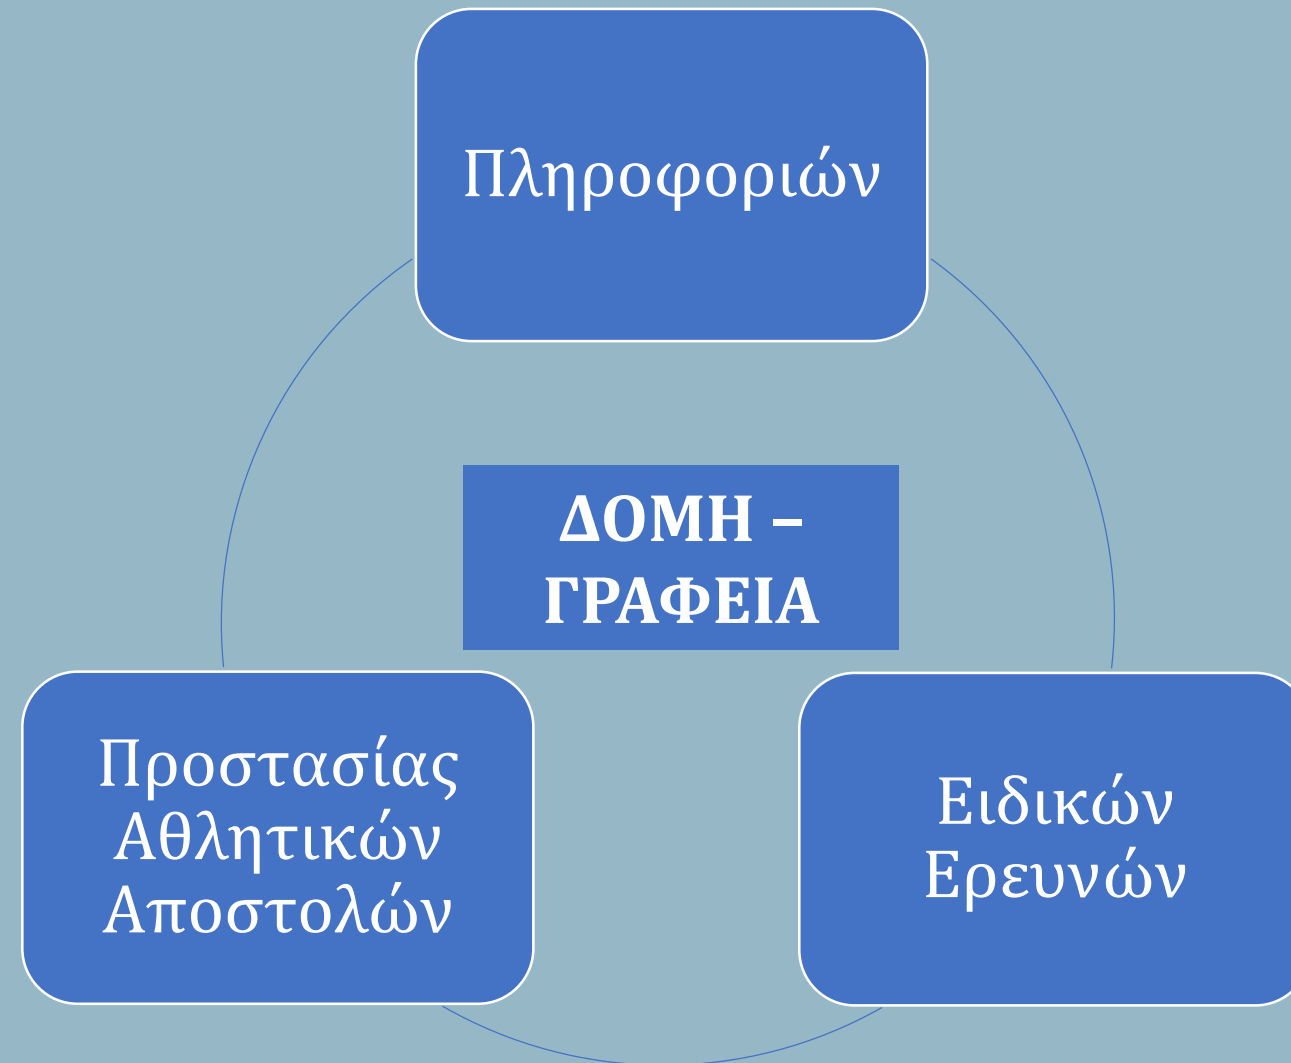 Πληροφοριών
ΔΟΜΗ –
ΓΡΑΦΕΙΑ
Προστασίας
Αθλητικών
Αποστολών
Ειδικών
Ερευνών